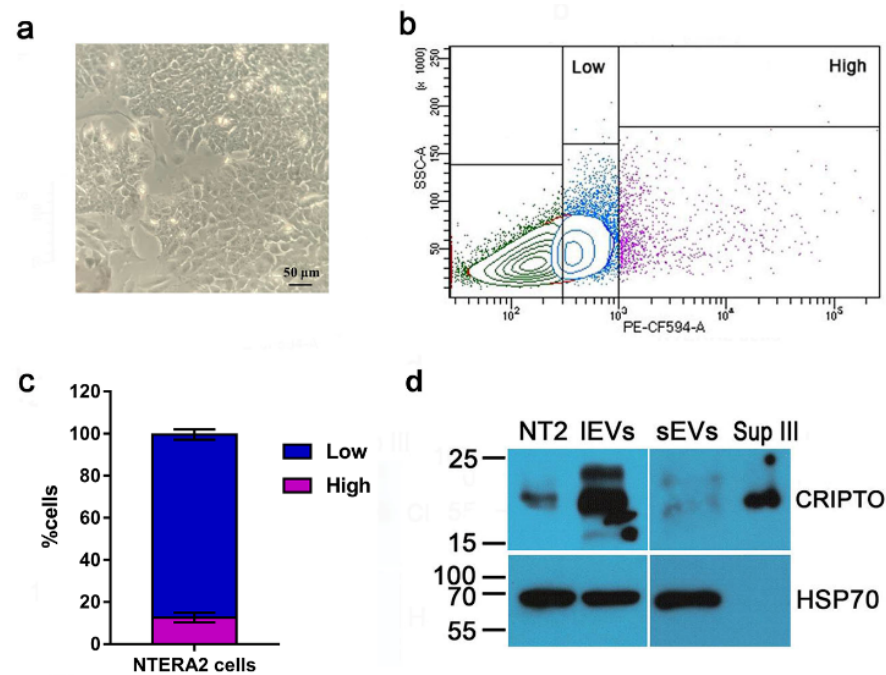 a
50 µm
b
Low
High
(x 1000)
250
200
150
100
50
SSC-A
10²
10³
10⁴
10⁵
PE-CF594-A
c
120
100
80
60
40
20
0
%cells
Low
High
NTERA2 cells
d
NT2 lEVs sEVs Sup III
25
15
CRIPTO
100
70
55
HSP70